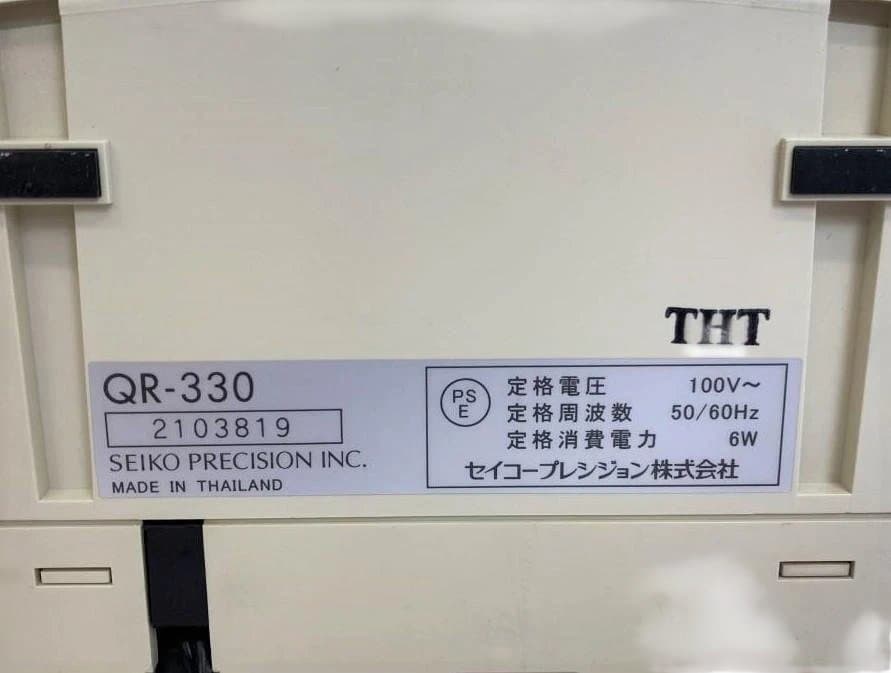 THT
QR-330
2103819
SEIKO PRECISION INC.
MADE IN THAILAND
PS
E
定格電圧 100V～
定格周波数 50/60Hz
定格消費電力 6W
セイコープレシジョン株式会社